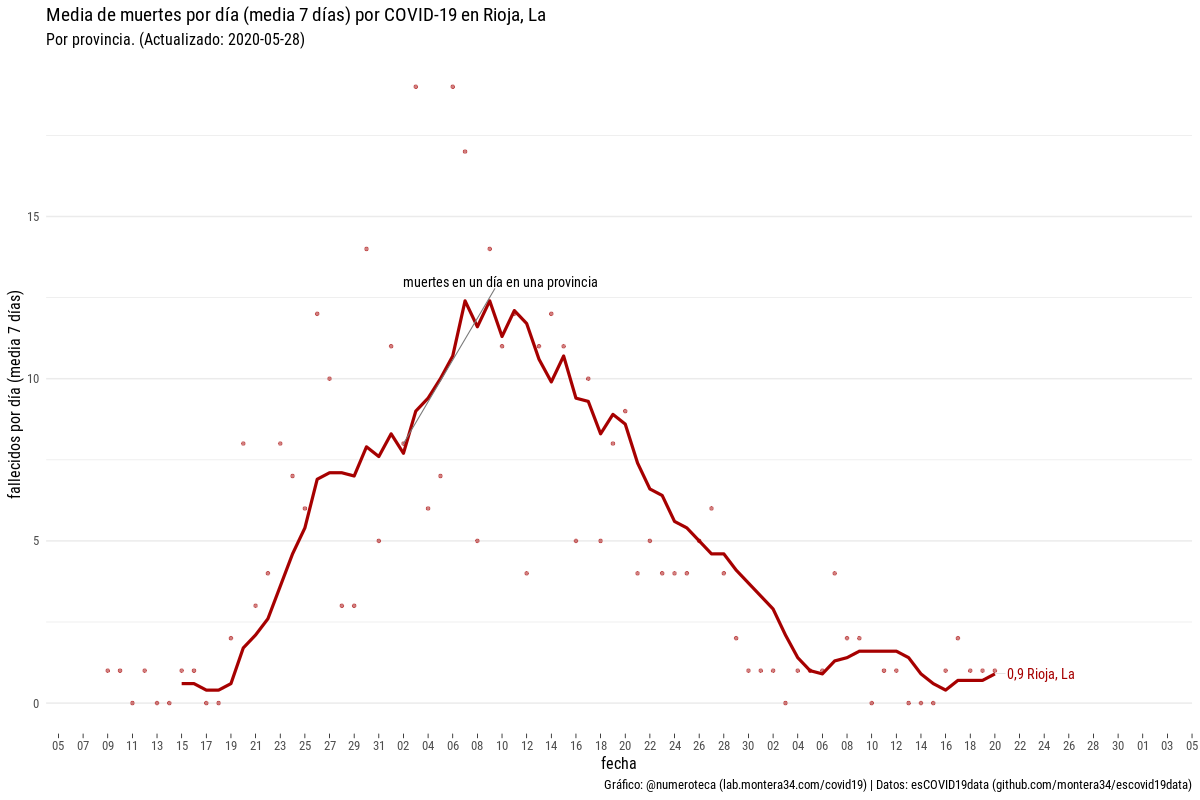 Media de muertes por día (media 7 días) por COVID-19 en Rioja, La
Por provincia. (Actualizado: 2020-05-28)
fallecidos por día (media 7 días)
15
10
5
0
muertes en un día en una provincia
0,9 Rioja, La
05 07 09 11 13 15 17 19 21 23 25 27 29 31 02 04 06 08 10 12 14 16 18 20 22 24 26 28 30 02 04 06 08 10 12 14 16 18 20 22 24 26 28 30 01 03 05
fecha
Gráfico: @numeroteca (lab.montera34.com/covid19) | Datos: esCOVID19data (github.com/montera34/escovid19data)